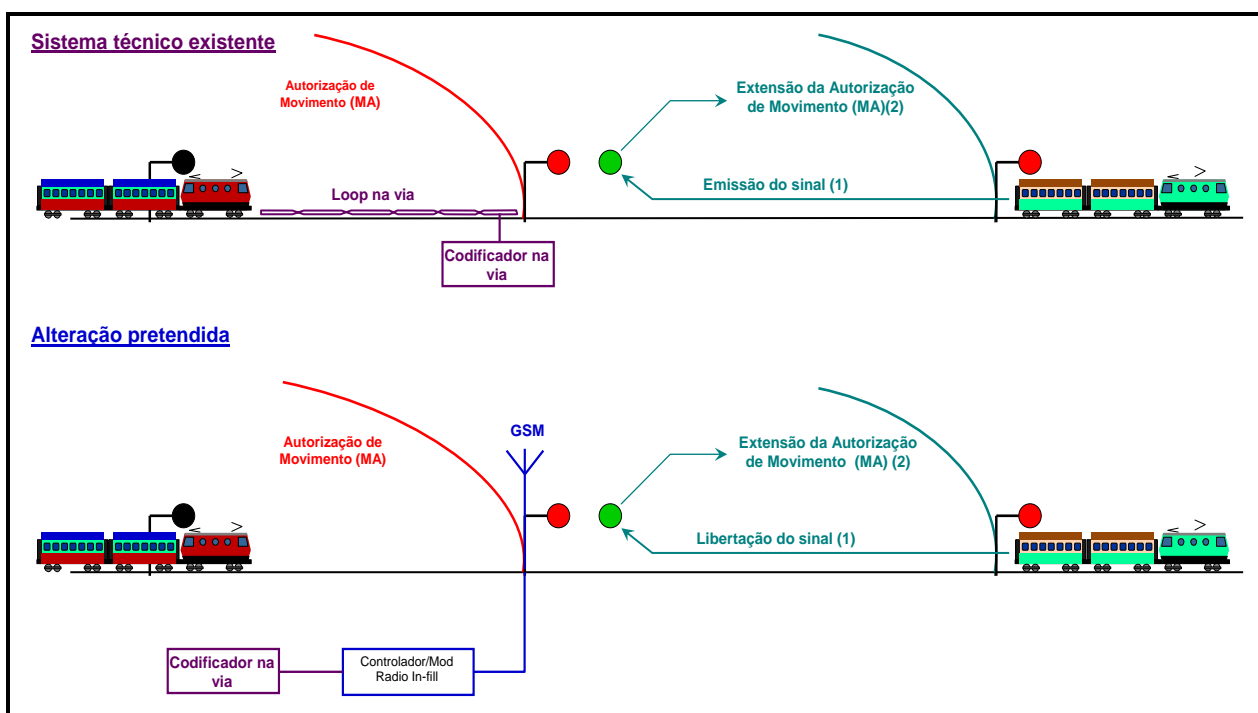 Sistema técnico existente
Autorização de
Movimento (MA)
Extensão da Autorização
de Movimento (MA)(2)
Emissão do sinal (1)
Loop na via
Codificador na
via
Alteração pretendida
GSM
Autorização de
Movimento (MA)
Extensão da Autorização
de Movimento (MA) (2)
Libertação do sinal (1)
Codificador na
via
Controlador/Mod
Radio In-fill